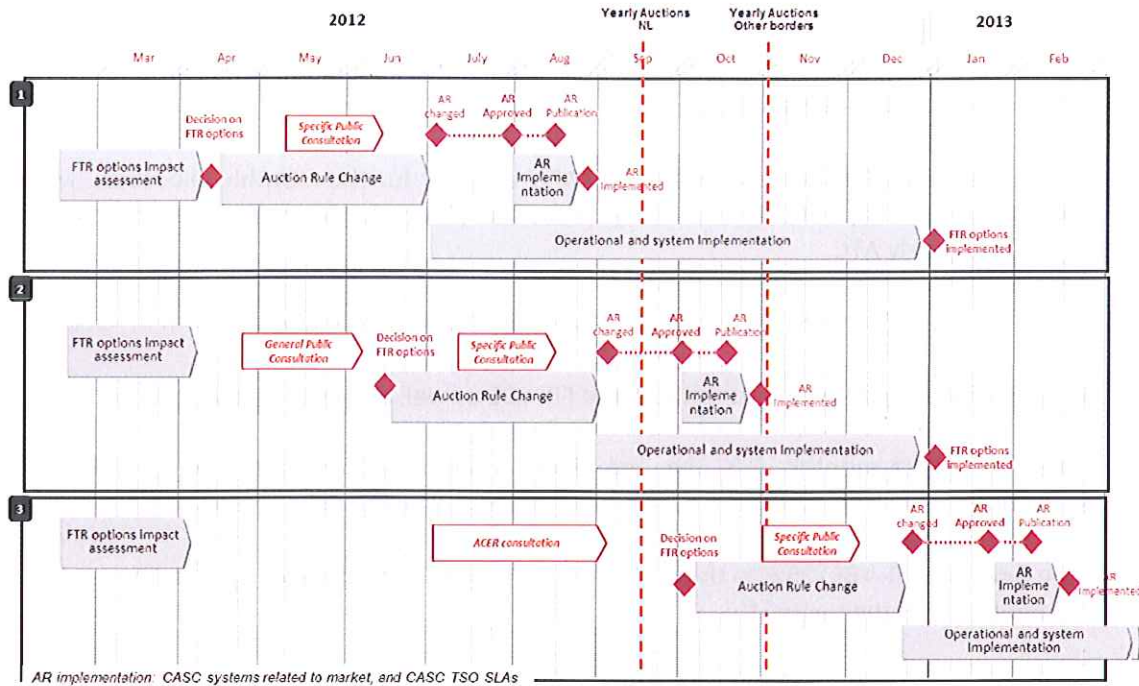 2012
Yearly Auctions
NL
Yearly Auctions
Other borders
2013
Mar
Apr
May
Jun
July
Aug
Sep
Oct
Nov
Dec
Jan
Feb
1
Decision on
FTR options
Specific Public
Consultation
AR
changed
AR
Approved
AR
Publication
FTR options Impact
assessment
Auction Rule Change
AR
Impleme
ntation
AR
Implemented
Operational and system Implementation
FTR options
implemented
2
FTR options Impact
assessment
General Public
Consultation
Decision on
FTR options
Specific Public
Consultation
AR
changed
AR
Approved
AR
Publication
Auction Rule Change
AR
Impleme
ntation
AR
Implemented
Operational and system Implementation
FTR options
implemented
3
FTR options Impact
assessment
ACER consultation
Decision on
FTR options
Specific Public
Consultation
AR
changed
AR
Approved
AR
Publication
Auction Rule Change
AR
Impleme
ntation
AR
Implemented
Operational and system
Implementation
AR implementation: CASC systems related to market, and CASC TSO SLAs